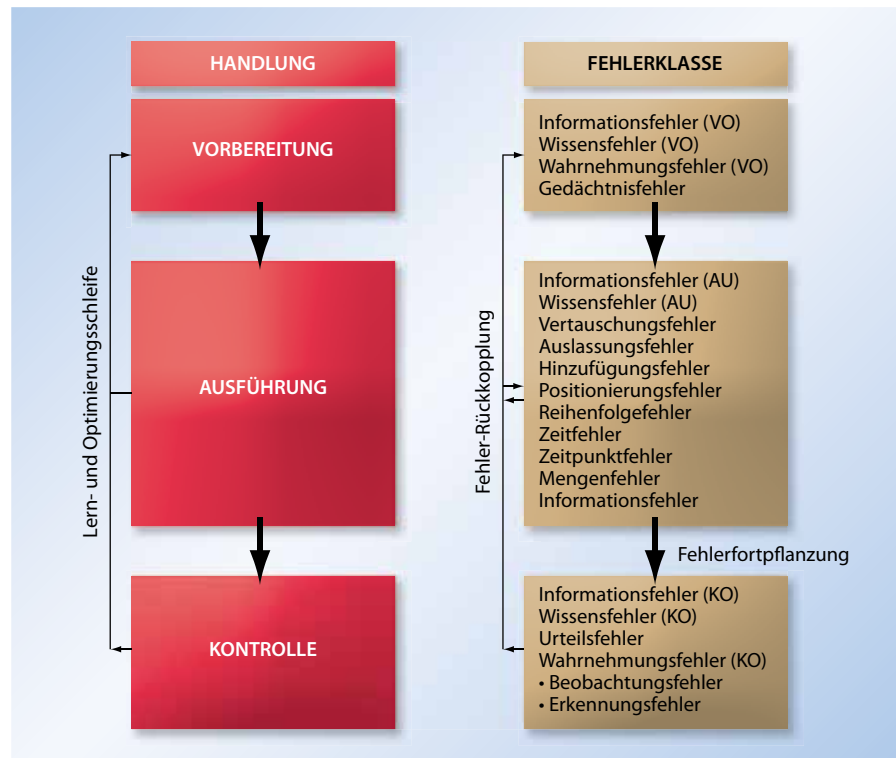 HANDLUNG
VORBEREITUNG
AUSFÜHRUNG
KONTROLLE
Lern- und Optimierungsschleife
FEHLERKLASSE
Informationsfehler (VO)
Wissensfehler (VO)
Wahrnehmungsfehler (VO)
Gedächtnisfehler
Informationsfehler (AU)
Wissensfehler (AU)
Vertauschungsfehler
Auslassungsfehler
Hinzufügungsfehler
Positionierungsfehler
Reihenfolgefehler
Zeitfehler
Zeitpunktfehler
Mengenfehler
Informationsfehler
Fehlerfortpflanzung
Informationsfehler (KO)
Wissensfehler (KO)
Urteilsfehler
Wahrnehmungsfehler (KO)
• Beobachtungsfehler
• Erkennungsfehler
Fehler-Rückkopplung